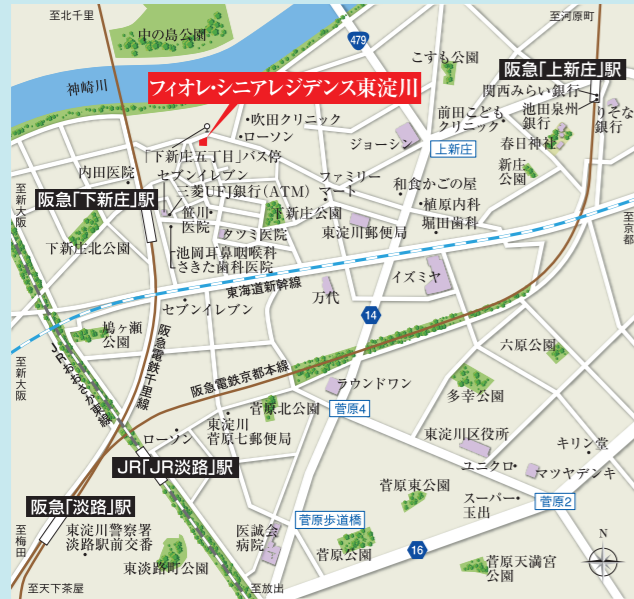 至北千里
至河原町
中の島公園
479
こすも公園
阪急「上新庄」駅
関西みらい銀行
神崎川
フィオレ・シニアレジデンス東淀川
池田泉州
銀行
りそな
銀行
前田こども
クリニック
・吹田クリニック
・ローソン
ジョーシン
上新庄
春日神社
「下新庄五丁目」バス停
セブンイレブン
新庄
公園
内田医院
ファミリー
マート
和食かごの屋
三菱UFJ銀行(ATM)
至新大阪
阪急「下新庄」駅
・植原内科
笹川
医院
下新庄公園
堀田歯科
至京都
タツミ医院
東淀川郵便局
下新庄北公園
池岡耳鼻咽喉科
さきた歯科医院
イズミヤ
東海道新幹線
万代
セブンイレブン
14
鳩ヶ瀬
公園
阪急電鉄千里線
六原公園
至新大阪
JRおおさか東線
阪急電鉄京都本線
ラウンドワン
多幸公園
菅原北公園
菅原4
東淀川
菅原七郵便局
ローソン
東淀川区役所
キリン堂
JR「JR淡路」駅
ユニクロ・
マツヤデンキ
菅原東公園
スーパー・
玉出
菅原2
阪急「淡路」駅
菅原歩道橋
至梅田
東淀川警察署
淡路駅前交番
医誠会
病院
N
菅原公園
16
東淡路町公園
菅原天満宮
公園
至天下茶屋
至放出